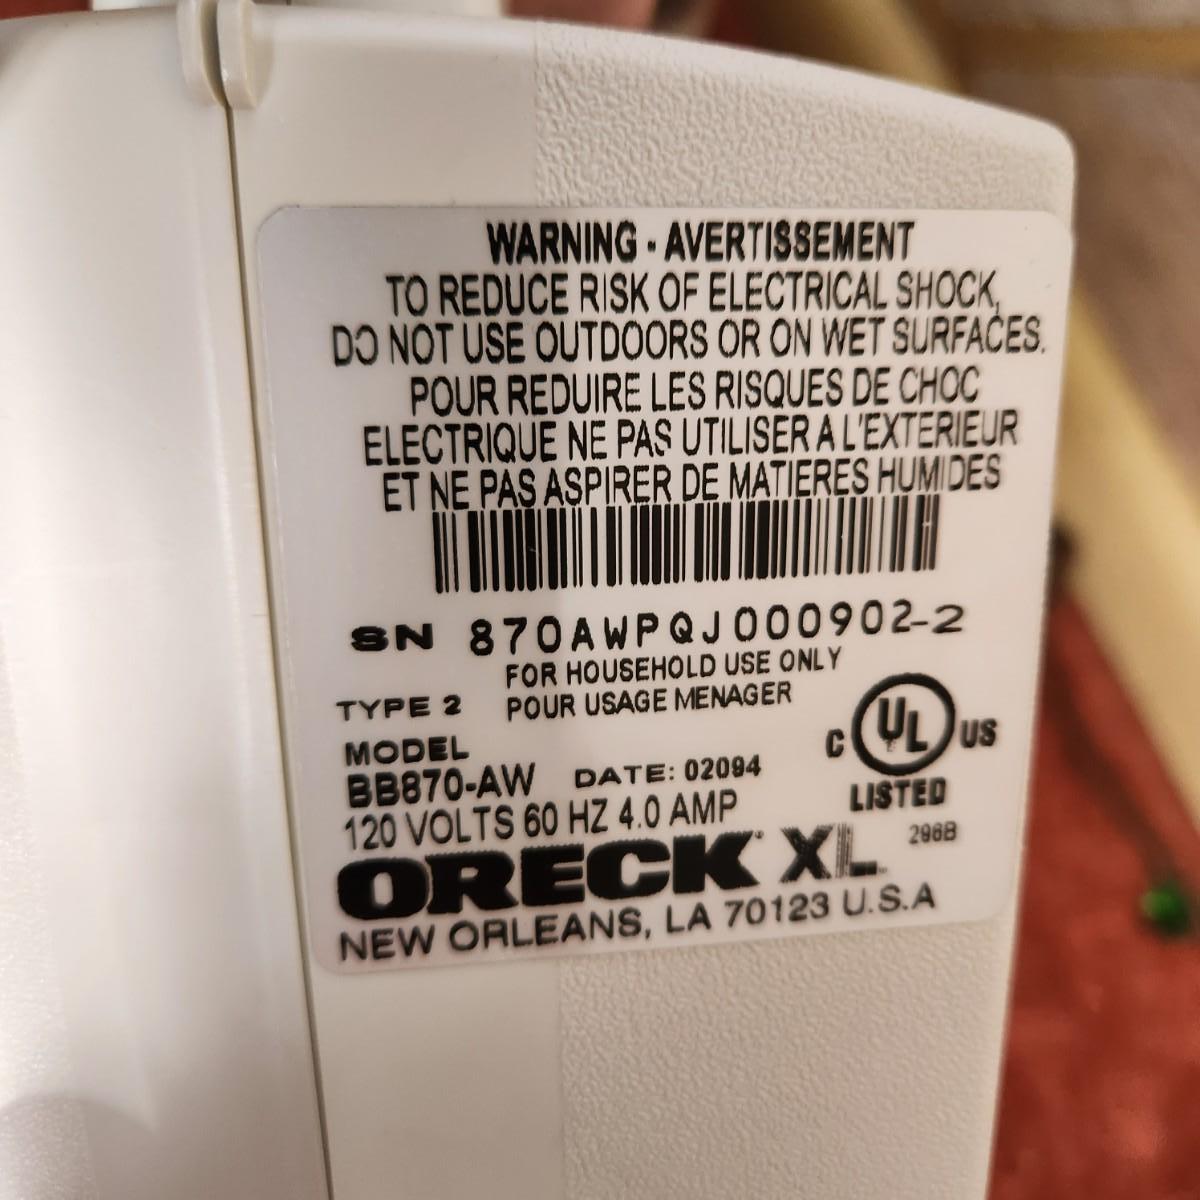 WARNING - AVERTISSEMENT
TO REDUCE RISK OF ELECTRICAL SHOCK,
DO NOT USE OUTDOORS OR ON WET SURFACES.
POUR REDUIRE LES RISQUES DE CHOC
ELECTRIQUE NE PAS UTILISER A L'EXTERIEUR
ET NE PAS ASPIRER DE MATIERES HUMIDES
SN 870AWPQJ000902-2
FOR HOUSEHOLD USE ONLY
TYPE 2 POUR USAGE MENAGER
C UL US
LISTED
296B
MODEL
BB870-AW DATE: 02094
120 VOLTS 60 HZ 4.0 AMP
ORECK XL
NEW ORLEANS, LA 70123 U.S.A